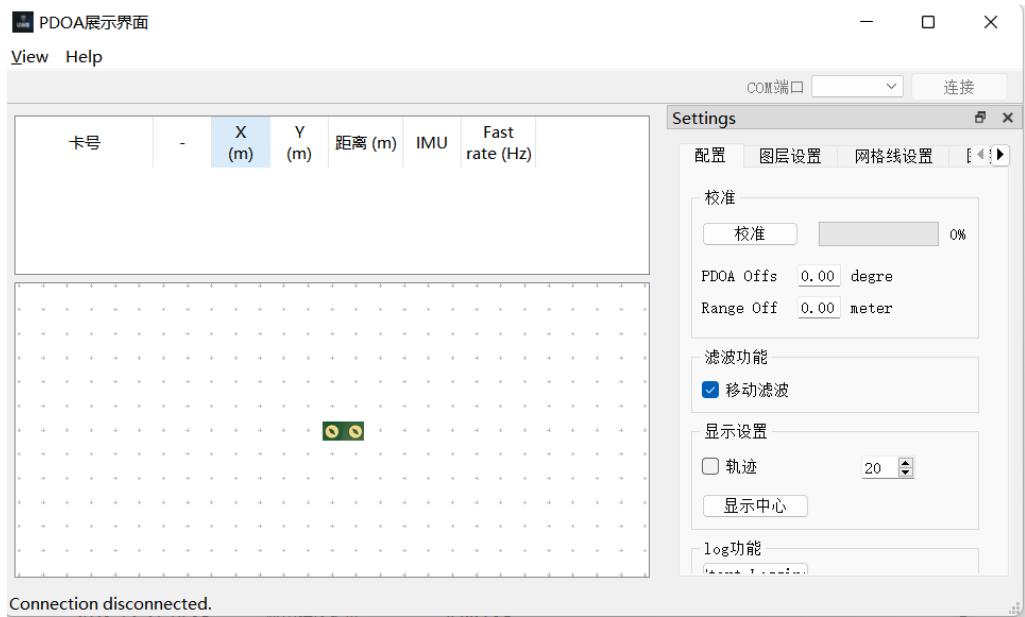 PDOA展示界面
View Help
COM端口 连接
Settings
卡号 - X (m) Y (m) 距离 (m) IMU Fast rate (Hz)
配置 图层设置 网格线设置
校准
校准 0%
PDOA Offs 0.00 degre
Range Off 0.00 meter
滤波功能
移动滤波
显示设置
轨迹 20
显示中心
log功能
Connection disconnected.